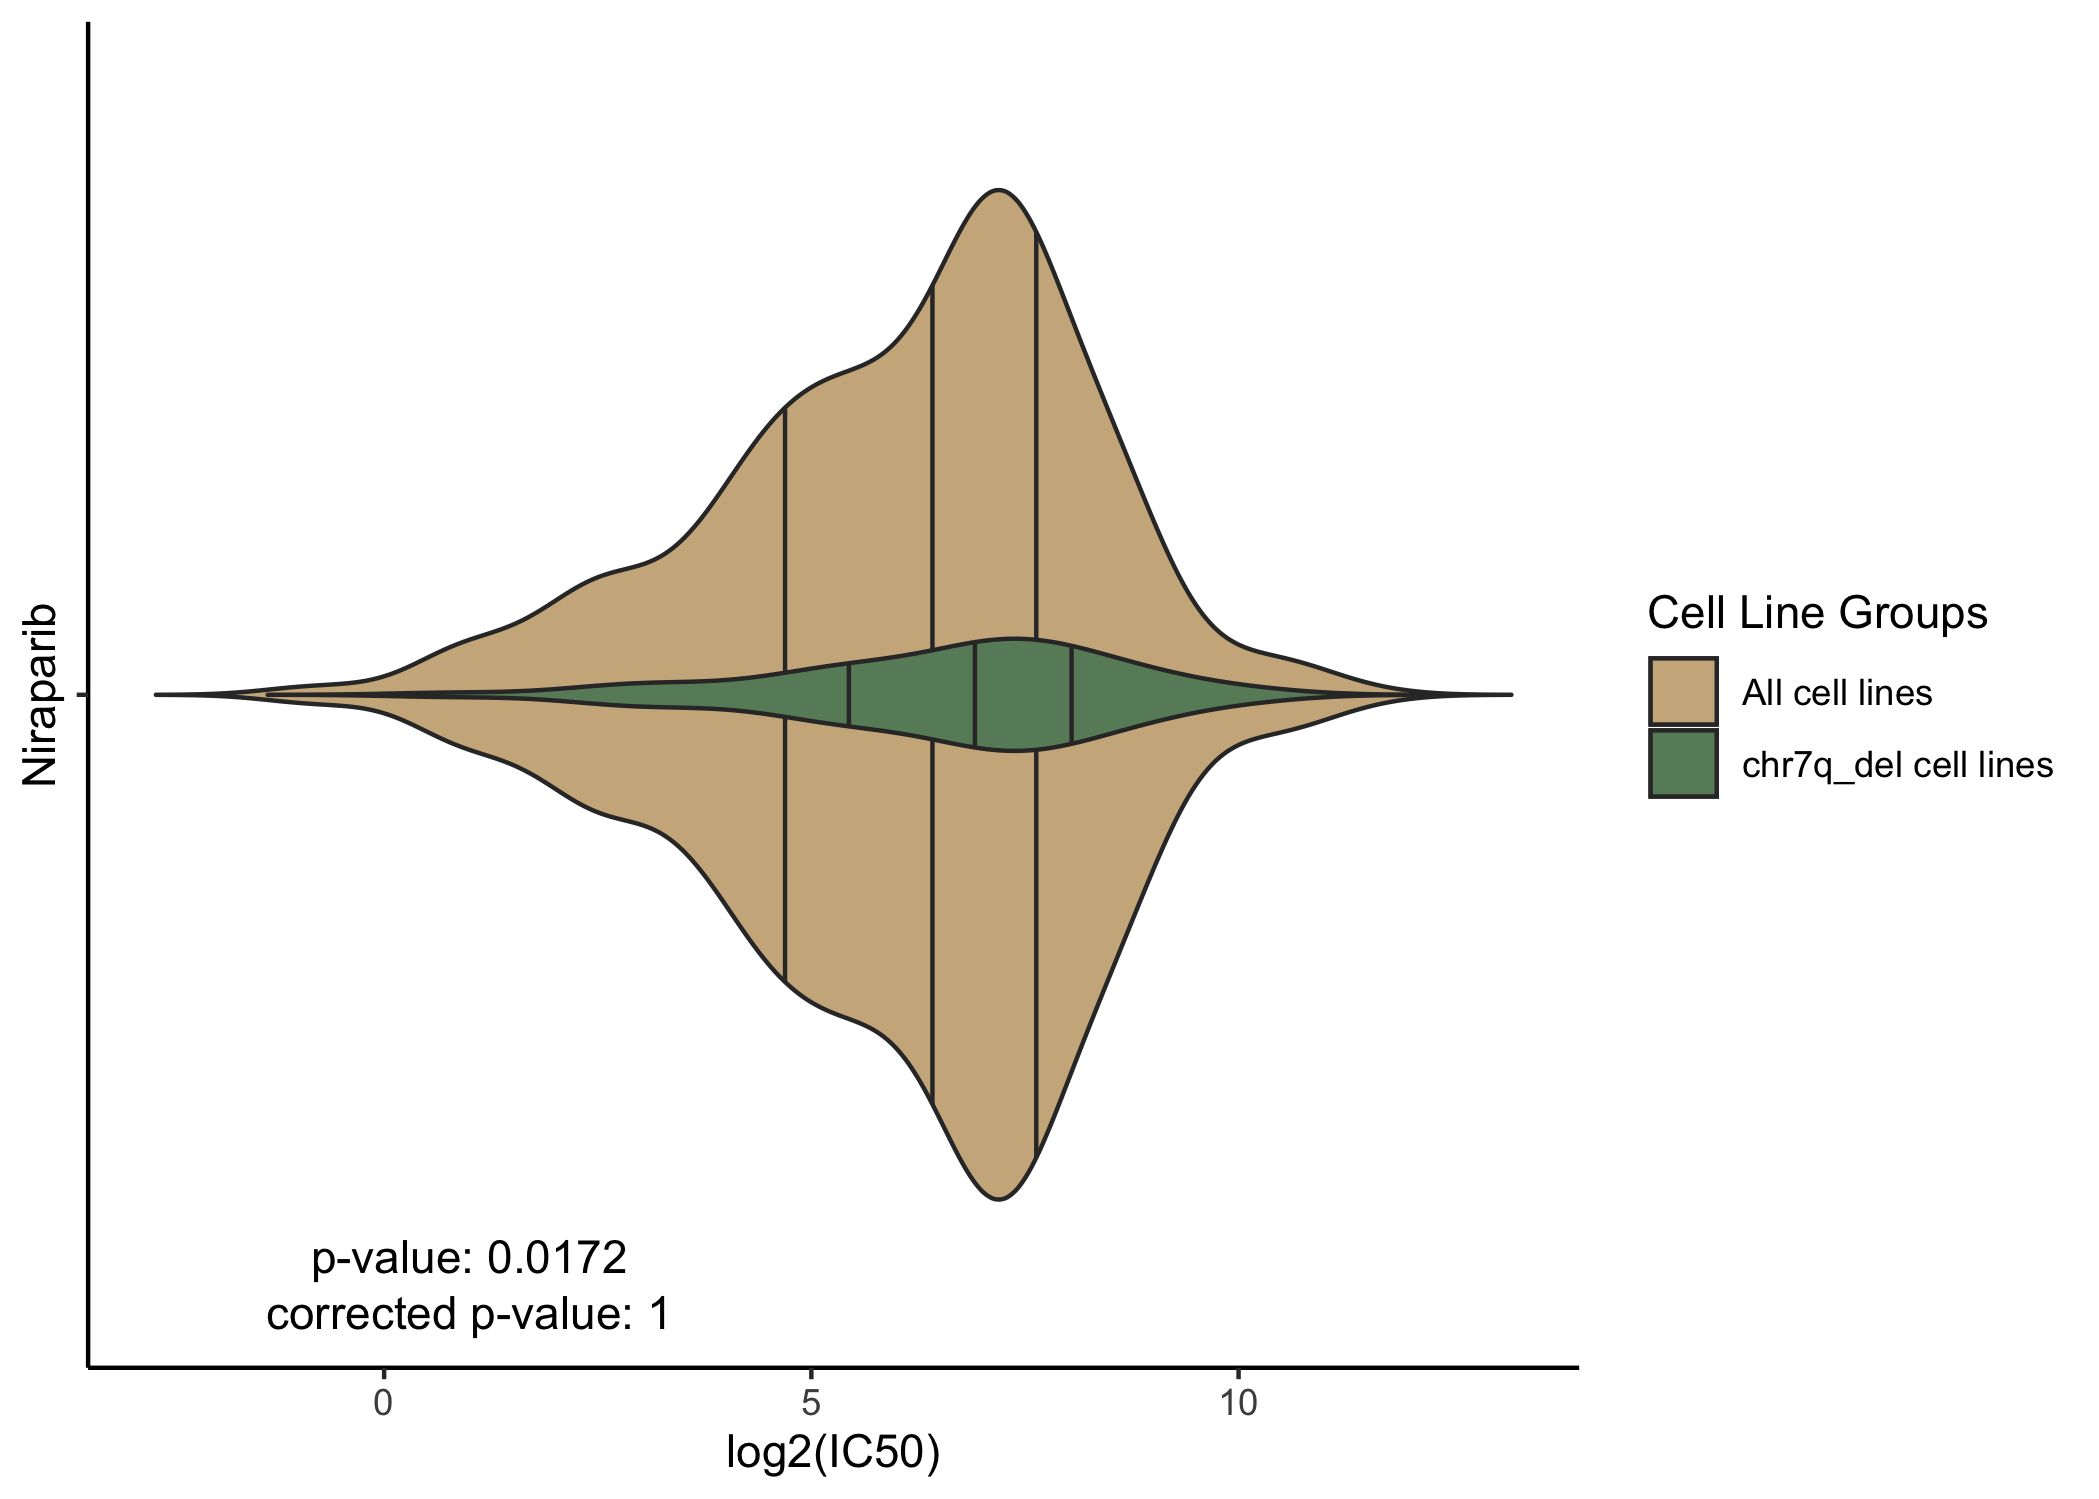 Niraparib
p-value: 0.0172
corrected p-value: 1
0
5
10
log2(IC50)
Cell Line Groups
All cell lines
chr7q_del cell lines